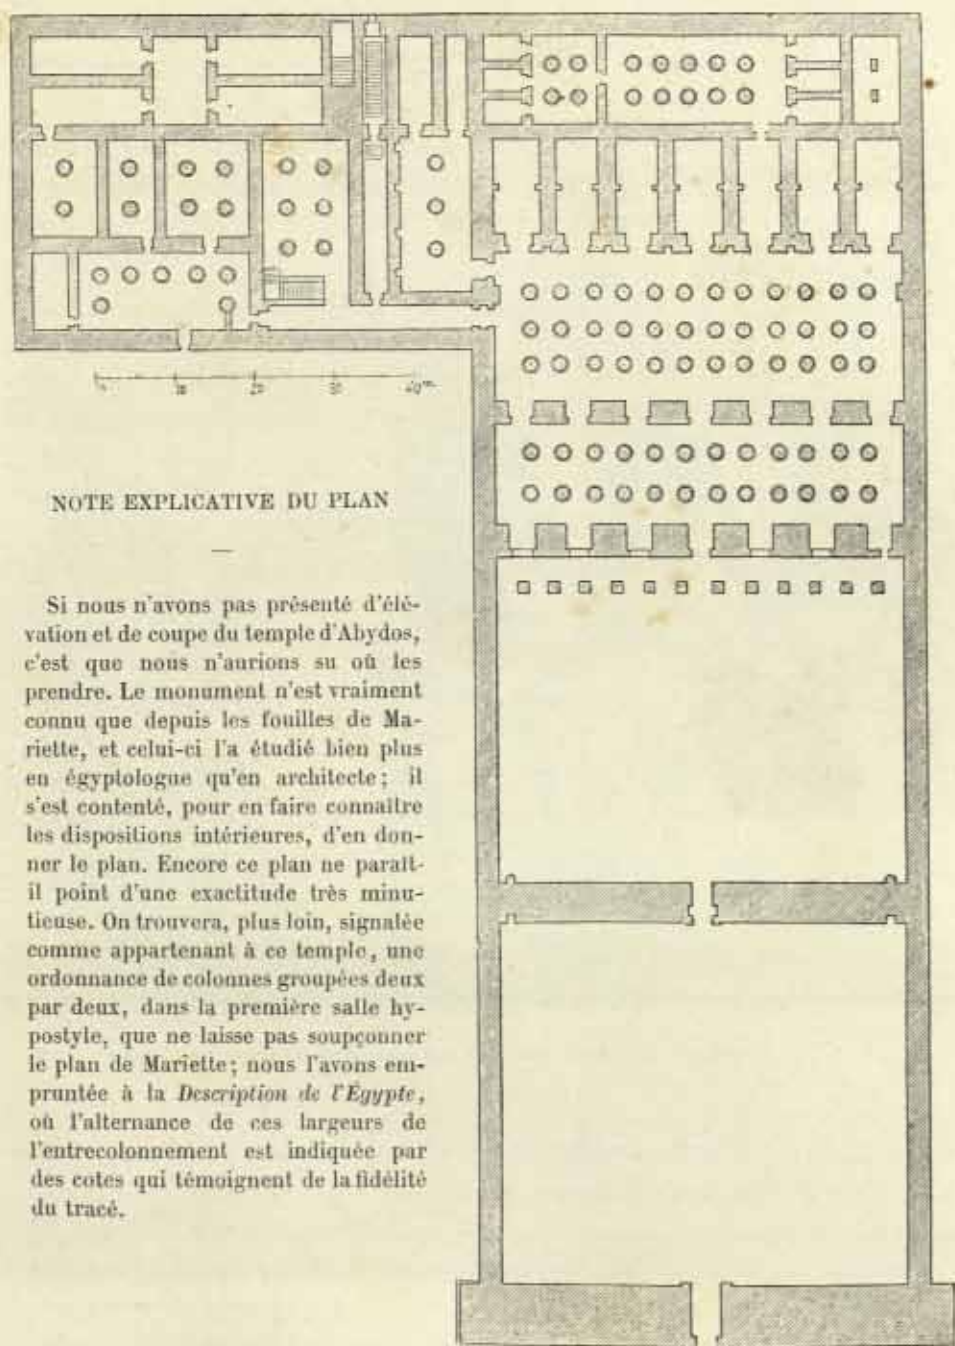 10 20 30 40m
NOTE EXPLICATIVE DU PLAN
Si nous n'avons pas présenté d'élé-
vation et de coupe du temple d'Abydos,
c'est que nous n'aurions su où les
prendre. Le monument n'est vraiment
connu que depuis les fouilles de Ma-
riette, et celui-ci l'a étudié bien plus
en égyptologue qu'en architecte; il
s'est contenté, pour en faire connaître
les dispositions intérieures, d'en don-
ner le plan. Encore ce plan ne paraît-
il point d'une exactitude très minu-
tieuse. On trouvera, plus loin, signalée
comme appartenant à ce temple, une
ordonnance de colonnes groupées deux
par deux, dans la première salle hy-
postyle, que ne laisse pas soupçonner
le plan de Mariette; nous l'avons em-
pruntée à la Description de l'Égypte,
où l'alternance de ces largeurs de
l'entrecolonnement est indiquée par
des cotes qui témoignent de la fidélité
du tracé.